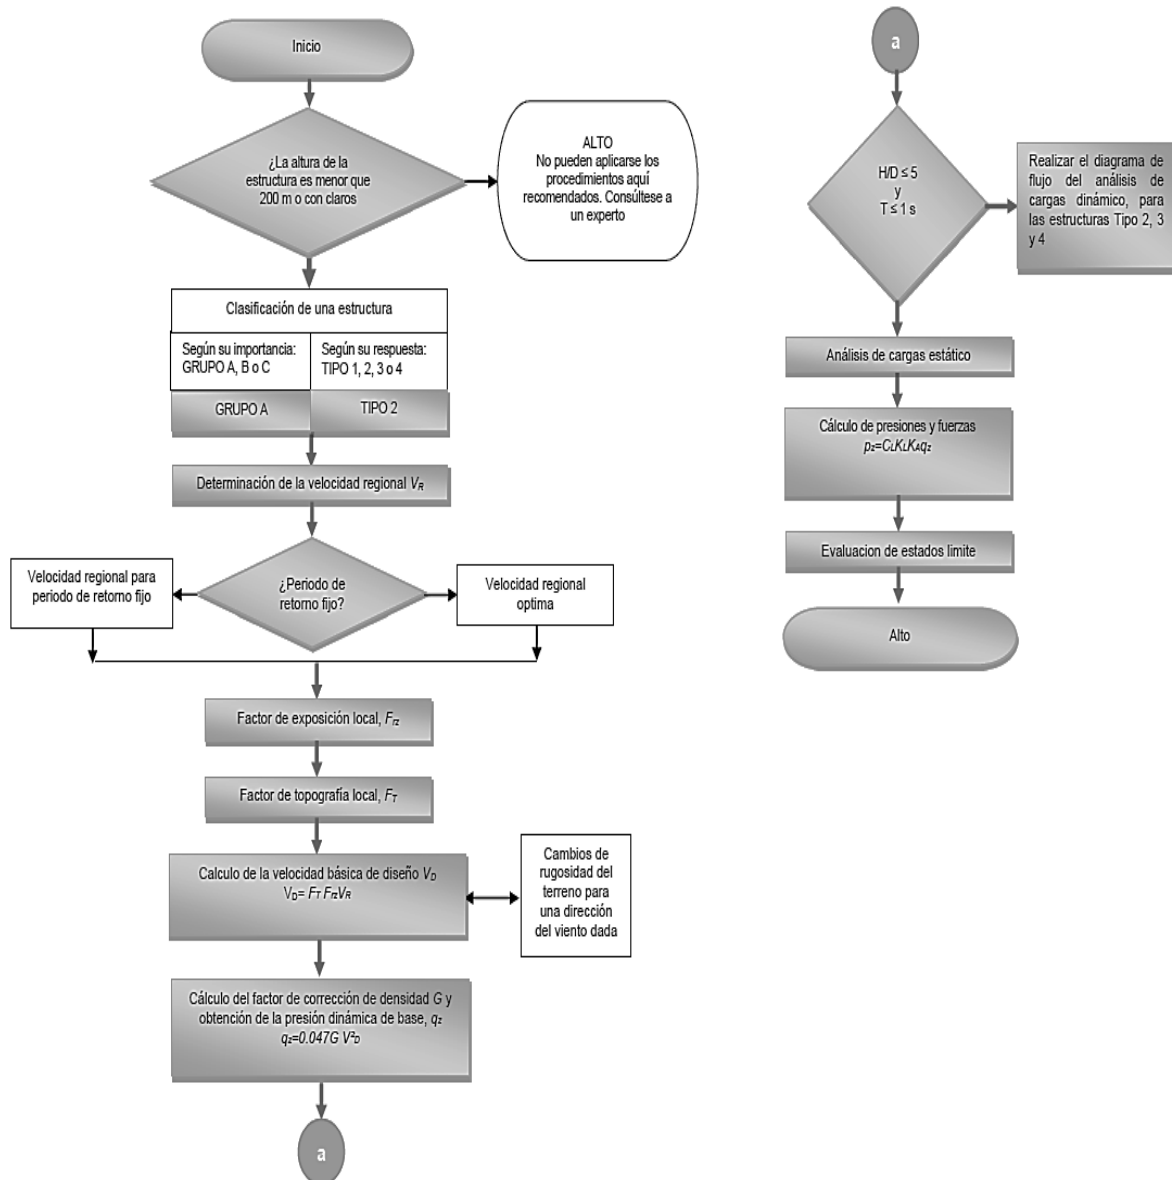 Inicio
¿La altura de la
estructura es menor que
200 m o con claros
ALTO
No pueden aplicarse los
procedimientos aquí
recomendados. Consúltese a
un experto
Clasificación de una estructura
Según su importancia:
GRUPO A, B o C
Según su respuesta:
TIPO 1, 2, 3 o 4
GRUPO A
TIPO 2
Determinación de la velocidad regional VR
¿Periodo de
retorno fijo?
Velocidad regional para
periodo de retorno fijo
Velocidad regional
optima
Factor de exposición local, Frz
Factor de topografía local, FT
Calculo de la velocidad básica de diseño VD
VD= FT FrzVR
Cambios de
rugosidad del
terreno para
una dirección
del viento dada
Cálculo del factor de corrección de densidad G y
obtención de la presión dinámica de base, qz
qz=0.047G V²D
a
a
H/D ≤ 5
y
T ≤ 1 s
Realizar el diagrama de
flujo del análisis de
cargas dinámico, para
las estructuras Tipo 2, 3
y 4
Análisis de cargas estático
Cálculo de presiones y fuerzas
pz=CLKLKAqz
Evaluacion de estados limite
Alto